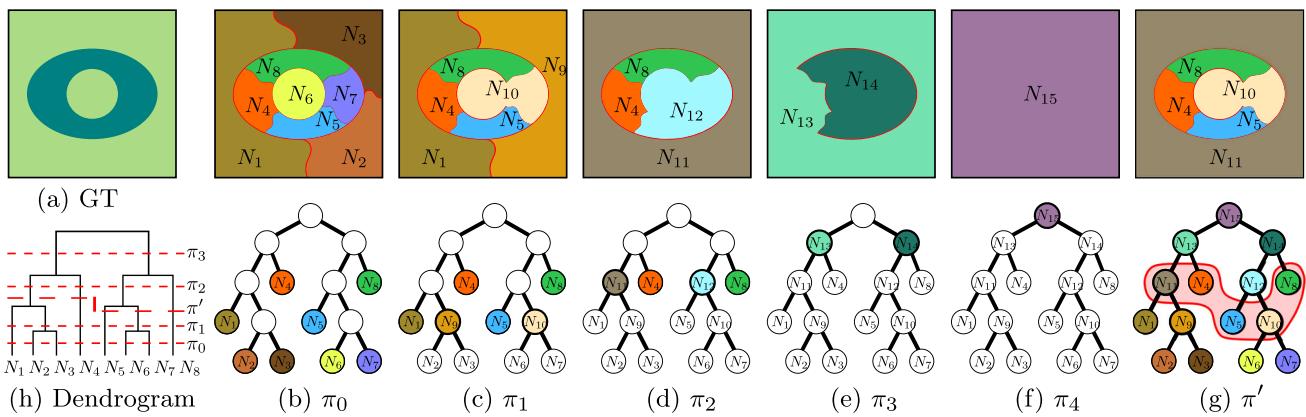 N₃
N₈
N₆
N₇
N₄
N₅
N₁
N₂
N₈
N₉
N₁₀
N₄
N₅
N₁
N₈
N₄
N₁₂
N₁₁
N₁₄
N₁₃
N₁₅
N₈
N₁₀
N₄
N₅
N₁₁
(a) GT
π₃
π₂
π′
π₁
π₀
N₁ N₂ N₃ N₄ N₅ N₆ N₇ N₈
(h) Dendrogram
N₄ N₈
N₁ N₅
N₂ N₃ N₆ N₇
(b) π₀
N₄ N₈
N₁ N₉ N₅ N₁₀
N₂ N₃ N₆ N₇
(c) π₁
N₁₁ N₄ N₁₂ N₈
N₁ N₉ N₅ N₁₀
N₂ N₃ N₆ N₇
(d) π₂
N₁₃ N₁₄
N₁₁ N₄ N₁₂ N₈
N₁ N₉ N₅ N₁₀
N₂ N₃ N₆ N₇
(e) π₃
N₁₅
N₁₃ N₁₄
N₁₁ N₄ N₁₂ N₈
N₁ N₉ N₅ N₁₀
N₂ N₃ N₆ N₇
(f) π₄
N₁₅
N₁₃ N₁₄
N₁₁ N₄ N₁₂ N₈
N₁ N₉ N₅ N₁₀
N₂ N₃ N₆ N₇
(g) π′